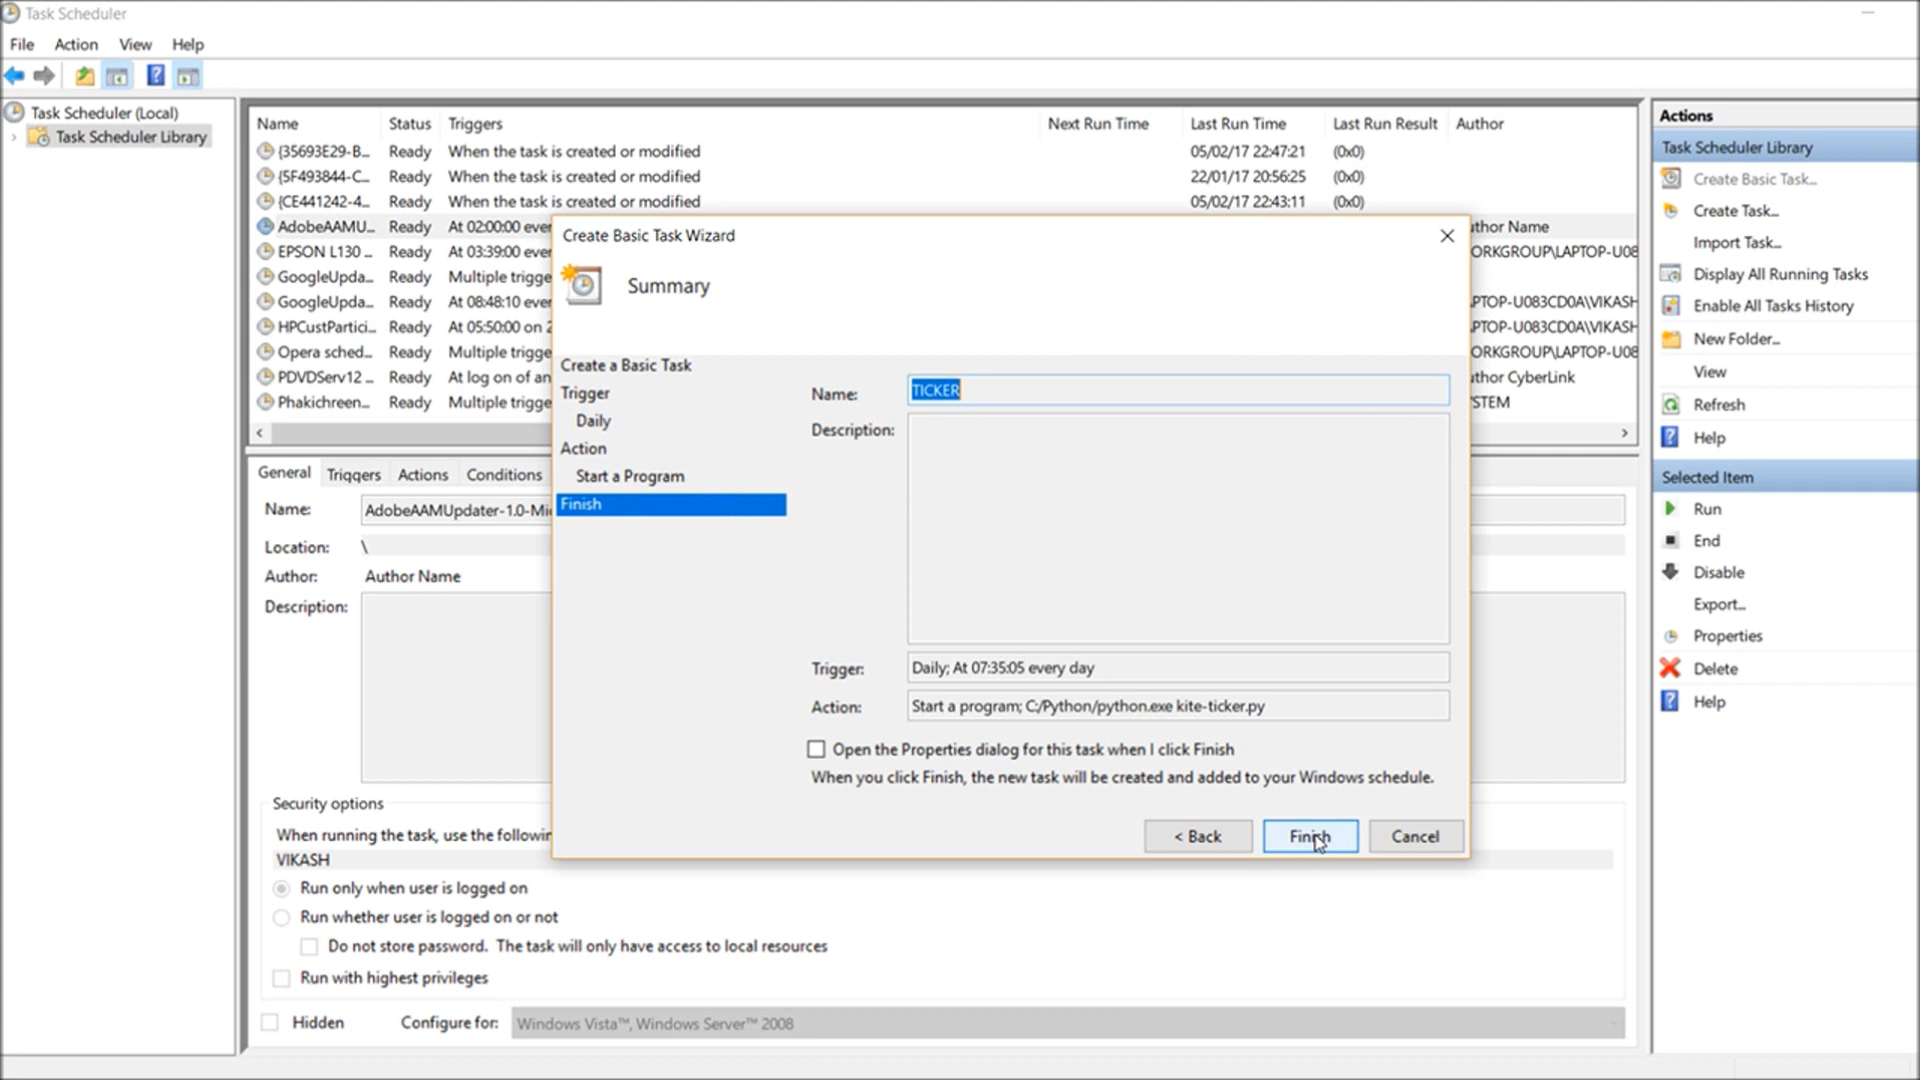 Task Scheduler
File Action View Help
Task Scheduler (Local)
Task Scheduler Library
Name Status Triggers Next Run Time Last Run Time Last Run Result Author
{35693E29-B... Ready When the task is created or modified 05/02/17 22:47:21 (0x0)
{5F493844-C... Ready When the task is created or modified 22/01/17 20:56:25 (0x0)
{CE441242-4... Ready When the task is created or modified 05/02/17 22:43:11 (0x0)
AdobeAAMU... Ready At 02:00:00 ever thor Name
EPSON L130 ... Ready At 03:39:00 ever ORKGROUP\LAPTOP-U08
GoogleUpda... Ready Multiple trigge
GoogleUpda... Ready At 08:48:10 ever PTOP-U083CD0A\VIKASH
HPCustPartici... Ready At 05:50:00 on 2 PTOP-U083CD0A\VIKASH
Opera sched... Ready Multiple trigge ORKGROUP\LAPTOP-U08
PDVDServ12 ... Ready At log on of an thor CyberLink
Phakichreen... Ready Multiple trigge STEM
General Triggers Actions Conditions
Name: AdobeAAMUpdater-1.0-Mic
Location: \
Author: Author Name
Description:
Security options
When running the task, use the followin
VIKASH
Run only when user is logged on
Run whether user is logged on or not
Do not store password. The task will only have access to local resources
Run with highest privileges
Hidden Configure for: Windows Vista™, Windows Server™ 2008
Create Basic Task Wizard
Summary
Create a Basic Task
Trigger
Daily
Action
Start a Program
Finish
Name: TICKER
Description:
Trigger: Daily; At 07:35:05 every day
Action: Start a program; C:/Python/python.exe kite-ticker.py
Open the Properties dialog for this task when I click Finish
When you click Finish, the new task will be created and added to your Windows schedule.
< Back Finish Cancel
Actions
Task Scheduler Library
Create Basic Task...
Create Task...
Import Task...
Display All Running Tasks
Enable All Tasks History
New Folder...
View
Refresh
Help
Selected Item
Run
End
Disable
Export...
Properties
Delete
Help